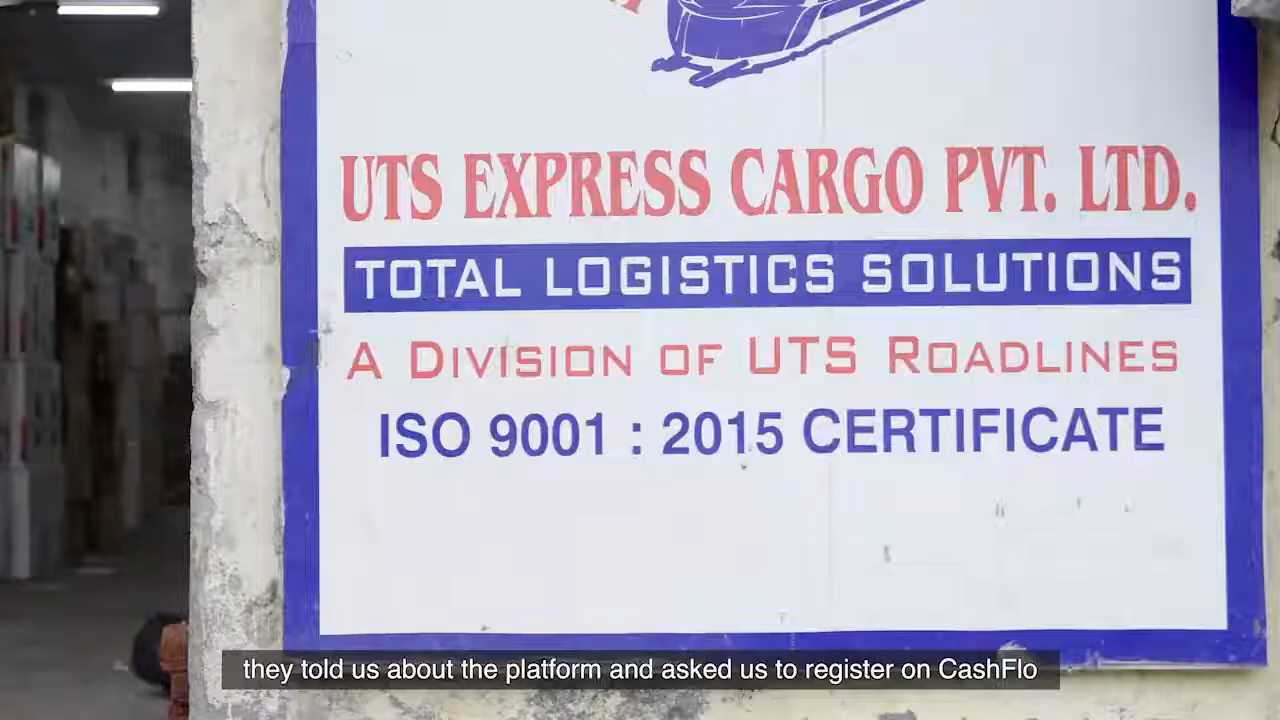 UTS EXPRESS CARGO PVT. LTD.
TOTAL LOGISTICS SOLUTIONS
A DIVISION OF UTS ROADLINES
ISO 9001 : 2015 CERTIFICATE
they told us about the platform and asked us to register on CashFlo